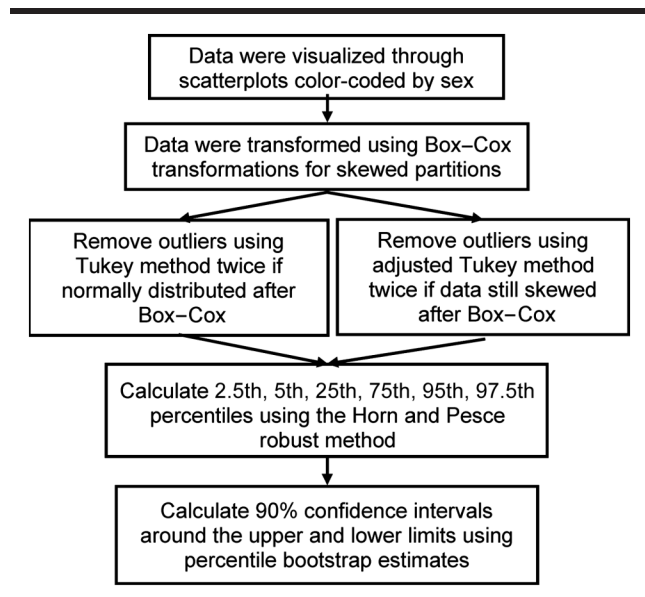 Data were visualized through
scatterplots color-coded by sex
Data were transformed using Box–Cox
transformations for skewed partitions
Remove outliers using
Tukey method twice if
normally distributed after
Box–Cox
Remove outliers using
adjusted Tukey method
twice if data still skewed
after Box–Cox
Calculate 2.5th, 5th, 25th, 75th, 95th, 97.5th
percentiles using the Horn and Pesce
robust method
Calculate 90% confidence intervals
around the upper and lower limits using
percentile bootstrap estimates